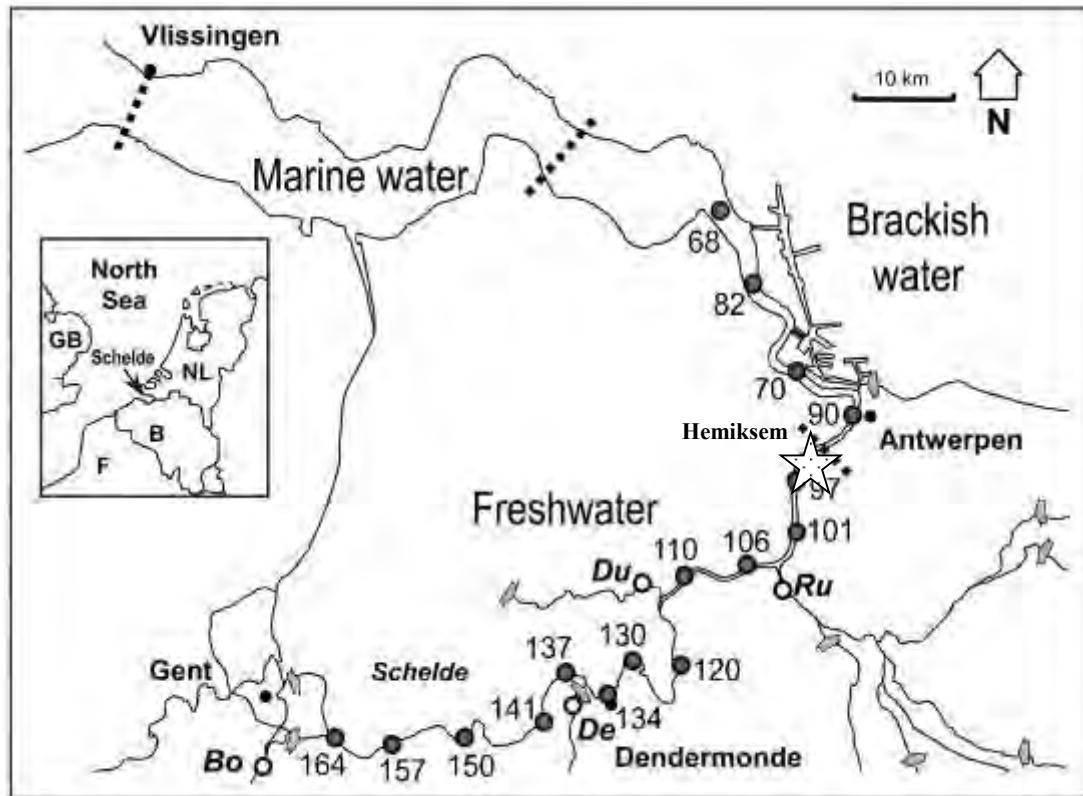 Vlissingen
10 km
N
Marine water
68
Brackish
water
82
North
Sea
GB
Schelde
NL
B
F
70
90
Hemiksem
Antwerpen
97
Freshwater
101
106
110
Du
Ru
130
137
Schelde
120
Gent
141
De
134
Dendermonde
Bo
164
157
150